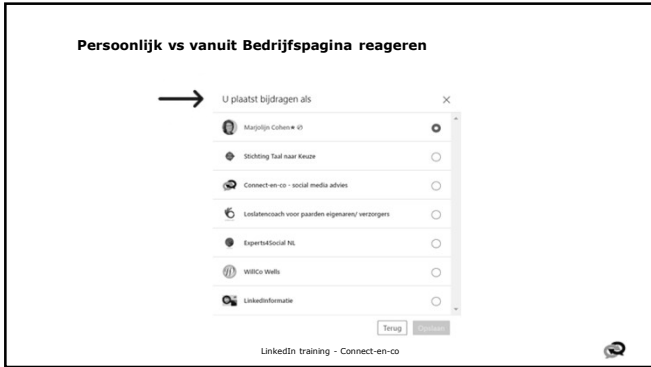 Persoonlijk vs vanuit Bedrijfspagina reageren
U plaatst bijdragen als
Marjolijn Cohen
Stichting Taal naar Keuze
Connect-en-co - social media advies
Loslatencoach voor paarden eigenaren/ verzorgers
Experts4Social NL
WillCo Wells
LinkedInformatie
Terug Opslaan
LinkedIn training - Connect-en-co